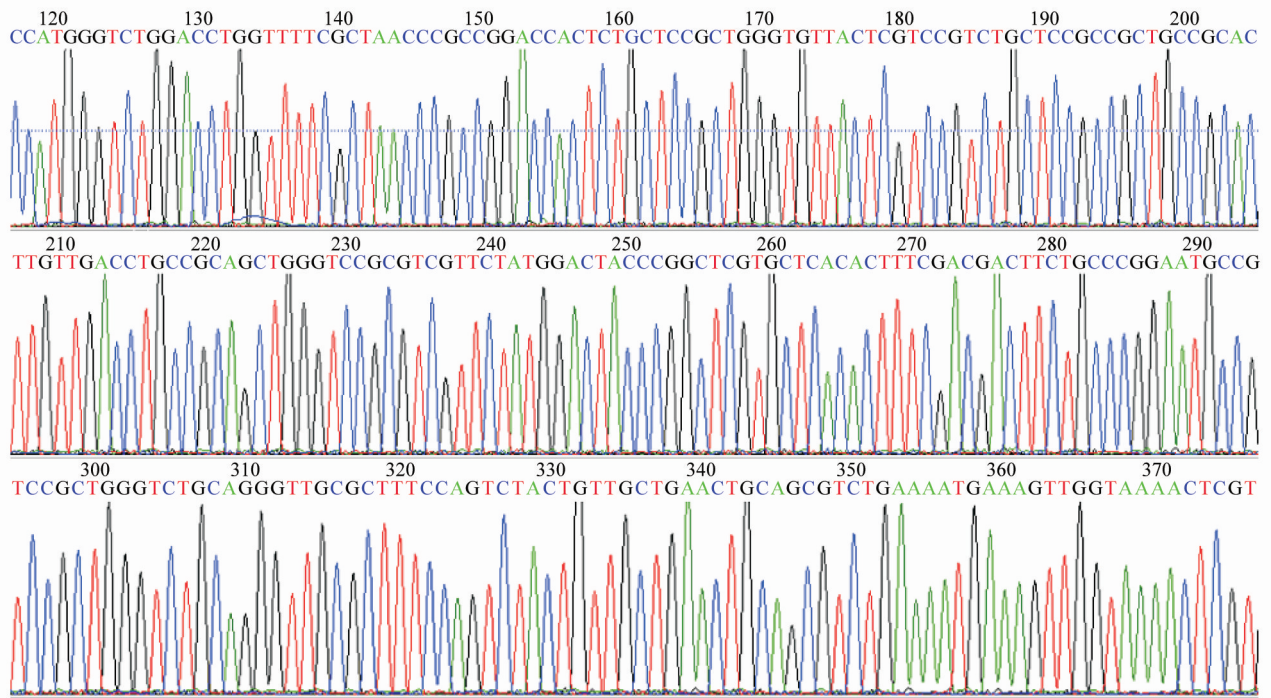 120 130 140 150 160 170 180 190 200
CCATGGGTCTGGACCTGGTTTTCGCTAACCCGCCGGACCACTCTGCTCCGCTGGGTGTTACTCGTCCGTCTGCTCCGCCGCTGCCGCAC
210 220 230 240 250 260 270 280 290
TTGTTGACCTGCCGCAGCTGGGTCCGCGTCGTTCTATGGACTACCCGGCTCGTGCTCACACTTTCGACGACTTCTGCCCGGAATGCCG
300 310 320 330 340 350 360 370
TCCGCTGGGTCTGCAGGGTTGCGCTTTCCAGTCTACTGTTGCTGAACTGCAGCGTCTGAAAATGAAAGTTGGTAAAACTCGT